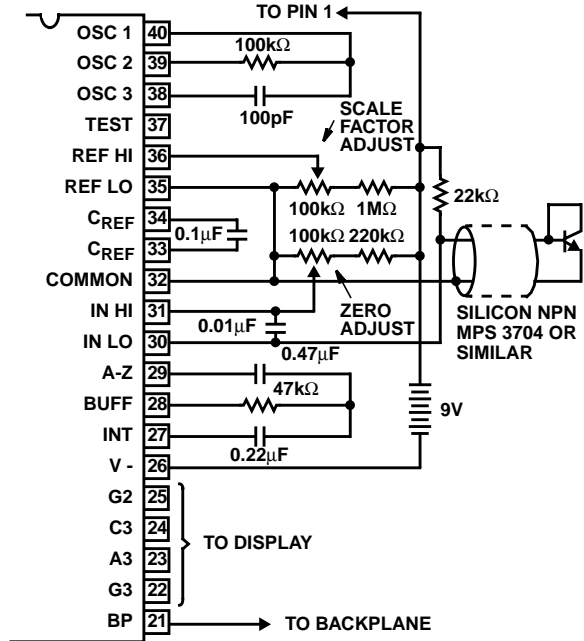 TO PIN 1
OSC 1 40
100kΩ
OSC 2 39
OSC 3 38
100pF
SCALE
FACTOR
ADJUST
TEST 37
REF HI 36
REF LO 35
100kΩ 1MΩ
22kΩ
CREF 34
0.1µF
100kΩ 220kΩ
CREF 33
COMMON 32
ZERO
ADJUST
SILICON NPN
MPS 3704 OR
SIMILAR
IN HI 31
0.01µF
IN LO 30
0.47µF
A-Z 29
47kΩ
BUFF 28
9V
INT 27
0.22µF
V - 26
G2 25
C3 24
TO DISPLAY
A3 23
G3 22
BP 21
TO BACKPLANE